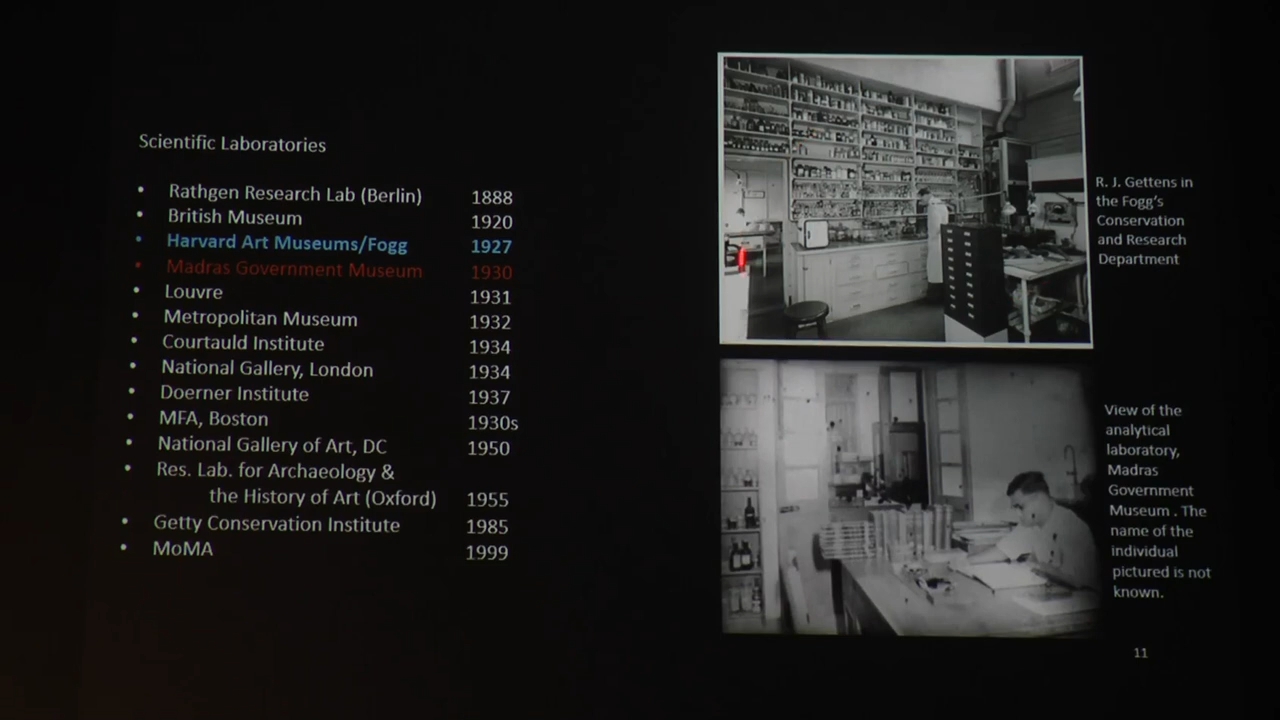 Scientific Laboratories
• Rathgen Research Lab (Berlin) 1888
• British Museum 1920
• Harvard Art Museums/Fogg 1927
• Madras Government Museum 1930
• Louvre 1931
• Metropolitan Museum 1932
• Courtauld Institute 1934
• National Gallery, London 1934
• Doerner Institute 1937
• MFA, Boston 1930s
• National Gallery of Art, DC 1950
• Res. Lab. for Archaeology &
the History of Art (Oxford) 1955
• Getty Conservation Institute 1985
• MoMA 1999
R. J. Gettens in
the Fogg's
Conservation
and Research
Department
View of the
analytical
laboratory,
Madras
Government
Museum . The
name of the
individual
pictured is not
known.
11